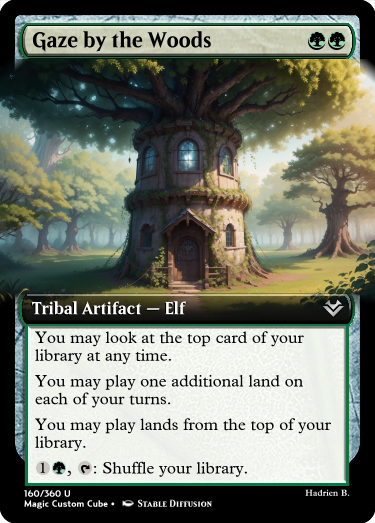 Gaze by the Woods
Tribal Artifact — Elf
You may look at the top card of your
library at any time.
You may play one additional land on
each of your turns.
You may play lands from the top of your
library.
1, : Shuffle your library.
160/360 U
Hadrien B.
Magic Custom Cube • Stable Diffusion